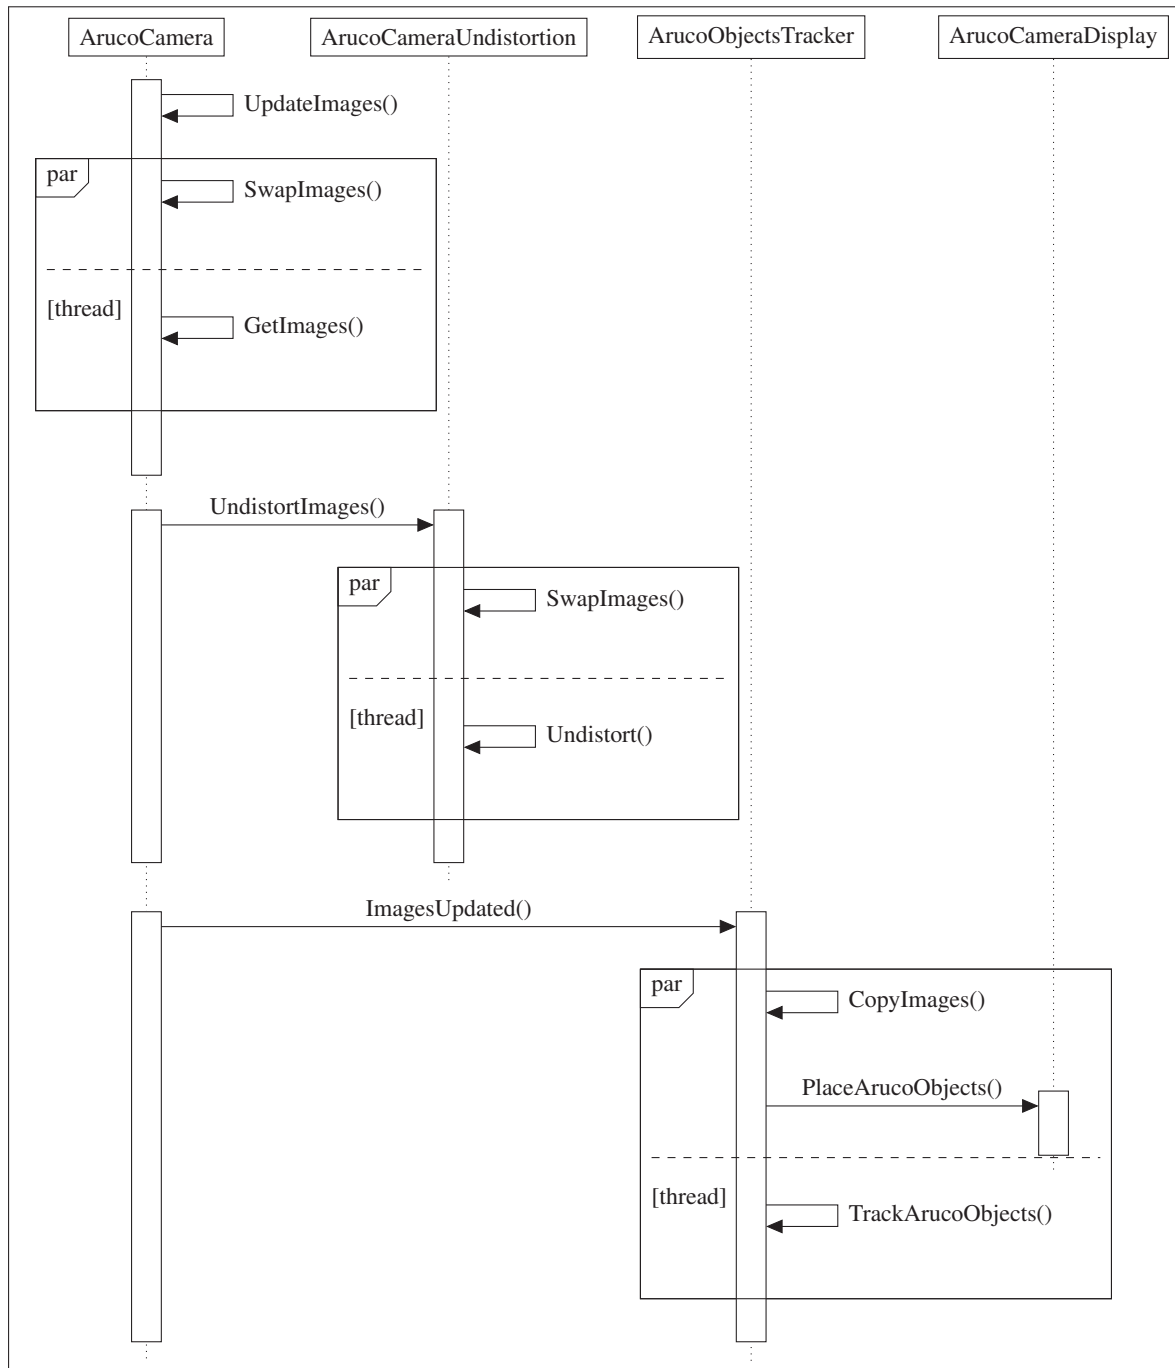 ArucoCamera
ArucoCameraUndistortion
ArucoObjectsTracker
ArucoCameraDisplay
UpdateImages()
par
SwapImages()
[thread]
GetImages()
UndistortImages()
par
SwapImages()
[thread]
Undistort()
ImagesUpdated()
par
CopyImages()
PlaceArucoObjects()
[thread]
TrackArucoObjects()